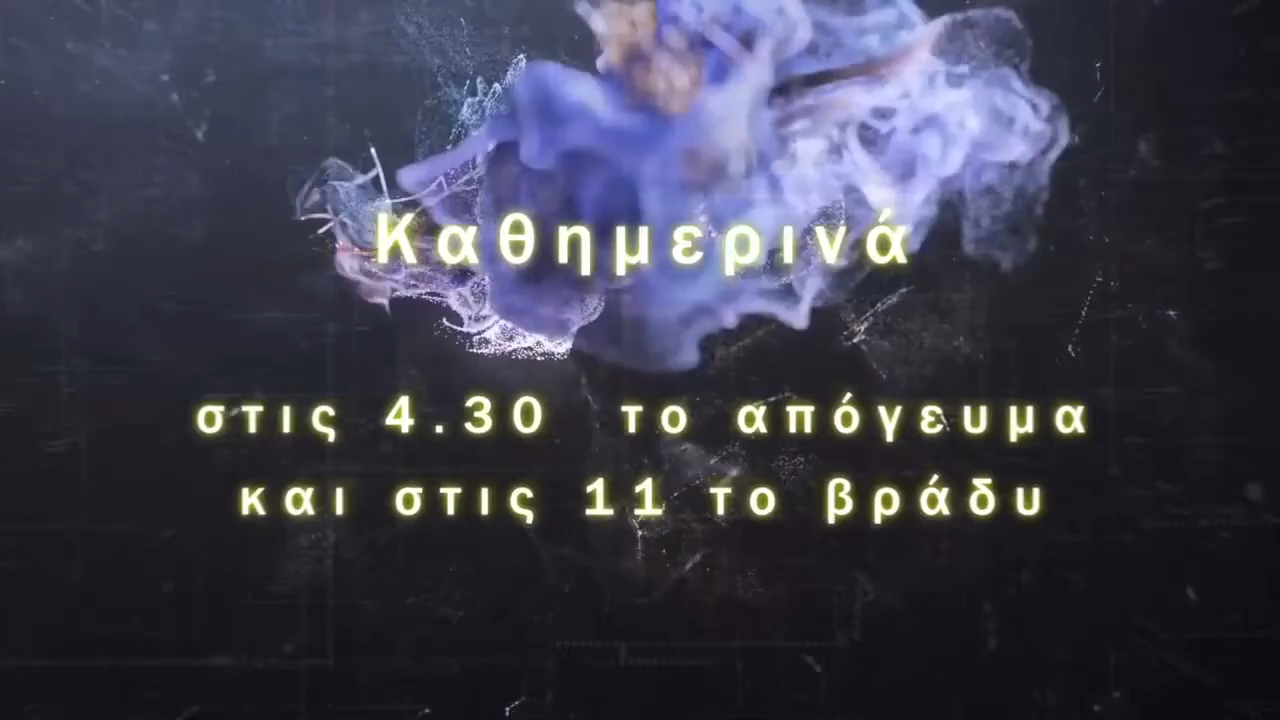 Καθημερινά
στις 4.30 το απόγευμα
και στις 11 το βράδυ